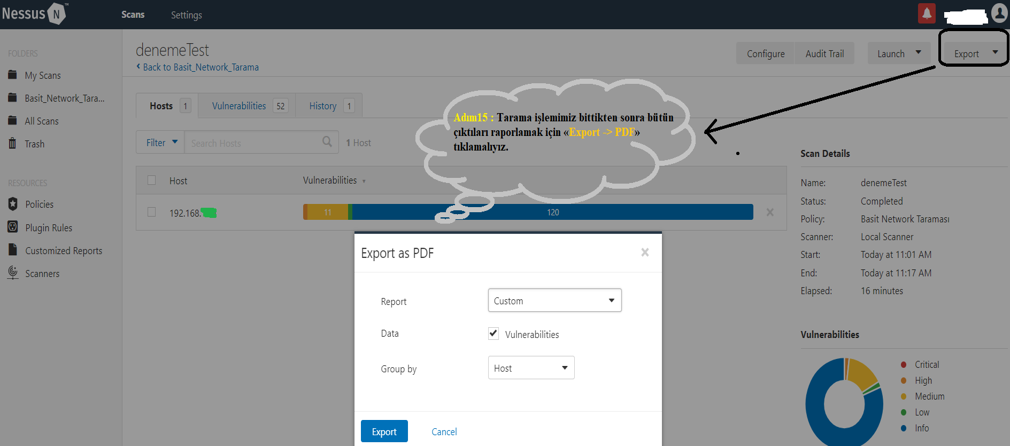 Nessus N
Scans
Settings
FOLDERS
My Scans
Basit_Network_Tara...
All Scans
Trash
RESOURCES
Policies
Plugin Rules
Customized Reports
Scanners
denemeTest
Back to Basit_Network_Tarama
Configure
Audit Trail
Launch
Export
Hosts 1
Vulnerabilities 52
History 1
Filter
Search Hosts
1 Host
Adım15 : Tarama işlemimiz bittikten sonra bütün
çıktıları raporlamak için «Export -> PDF»
tıklamalıyız.
Host
Vulnerabilities
192.168.
11
120
Export as PDF
Report
Custom
Data
Vulnerabilities
Group by
Host
Export
Cancel
Scan Details
Name: denemeTest
Status: Completed
Policy: Basit Network Taraması
Scanner: Local Scanner
Start: Today at 11:01 AM
End: Today at 11:17 AM
Elapsed: 16 minutes
Vulnerabilities
Critical
High
Medium
Low
Info